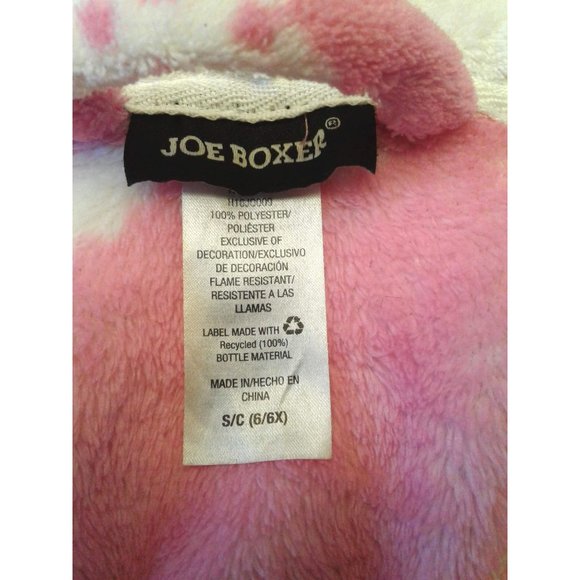 JOE BOXER®
100% POLYESTER/
POLIÉSTER
EXCLUSIVE OF
DECORATION/EXCLUSIVO
DE DECORACIÓN
FLAME RESISTANT/
RESISTENTE A LAS
LLAMAS
LABEL MADE WITH
Recycled (100%)
BOTTLE MATERIAL
MADE IN/HECHO EN
CHINA
S/C (6/6X)